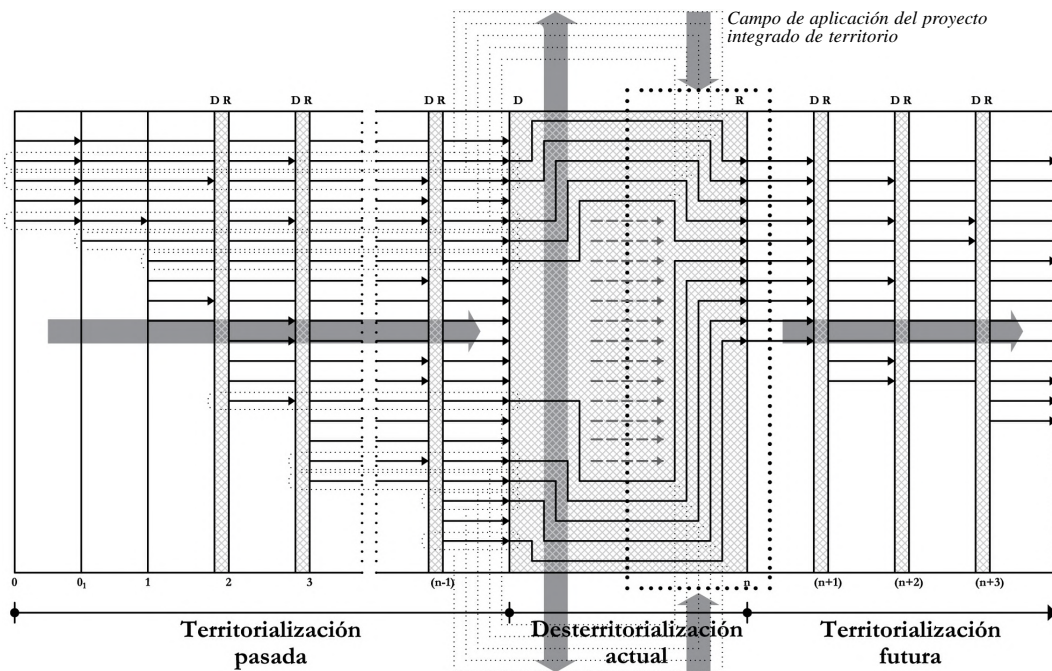 Campo de aplicación del proyecto
integrado de territorio
D R D R D R D R D R D R D R
0 0₁ 1 2 3 (n-1) n (n+1) (n+2) (n+3)
Territorialización
pasada
Desterritorialización
actual
Territorialización
futura